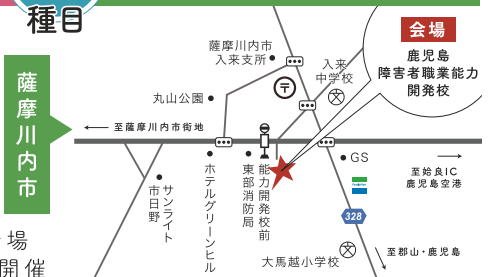 種目
薩摩川内市
会場
鹿児島
障害者職業能力
開発校
薩摩川内市
入来支所
入来
中学校
丸山公園
至薩摩川内市街地
GS
至姶良IC
鹿児島空港
能力開発校前
東部消防局
ホテルグリーンヒル
サンライト
市日野
FamilyMart
328
大馬越小学校
至郡山・鹿児島
場
開催